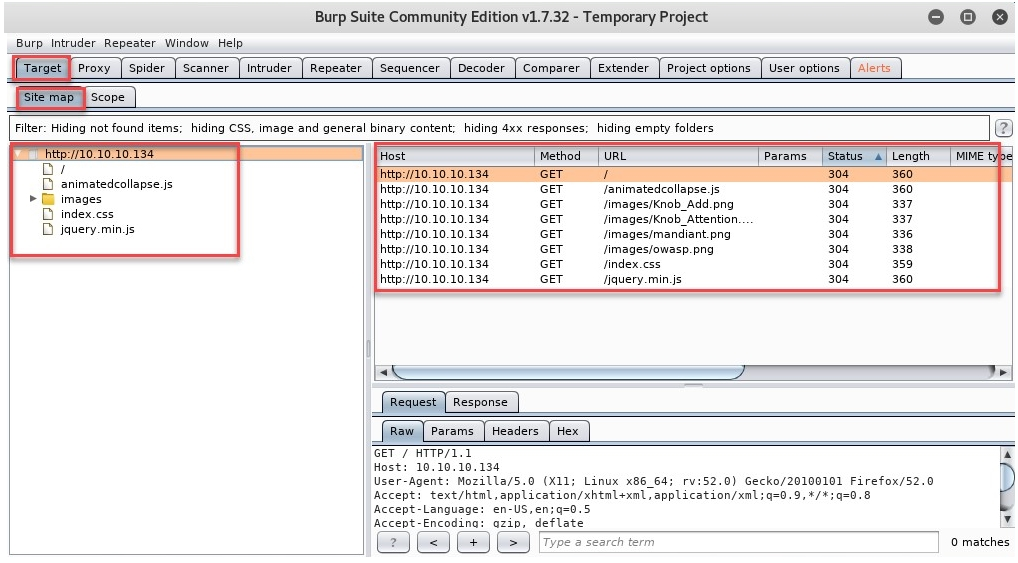 Burp Suite Community Edition v1.7.32 - Temporary Project
Burp Intruder Repeater Window Help
Target Proxy Spider Scanner Intruder Repeater Sequencer Decoder Comparer Extender Project options User options Alerts
Site map Scope
Filter: Hiding not found items; hiding CSS, image and general binary content; hiding 4xx responses; hiding empty folders ?
http://10.10.10.134
/
animatedcollapse.js
images
index.css
jquery.min.js
Host Method URL Params Status Length MIME type
http://10.10.10.134 GET / 304 360
http://10.10.10.134 GET /animatedcollapse.js 304 360
http://10.10.10.134 GET /images/Knob_Add.png 304 337
http://10.10.10.134 GET /images/Knob_Attention.... 304 337
http://10.10.10.134 GET /images/mandiant.png 304 336
http://10.10.10.134 GET /images/owasp.png 304 338
http://10.10.10.134 GET /index.css 304 359
http://10.10.10.134 GET /jquery.min.js 304 360
Request Response
Raw Params Headers Hex
GET / HTTP/1.1
Host: 10.10.10.134
User-Agent: Mozilla/5.0 (X11; Linux x86_64; rv:52.0) Gecko/20100101 Firefox/52.0
Accept: text/html,application/xhtml+xml,application/xml;q=0.9,*/*;q=0.8
Accept-Language: en-US,en;q=0.5
Accept-Encoding: gzip, deflate
? < + > Type a search term 0 matches